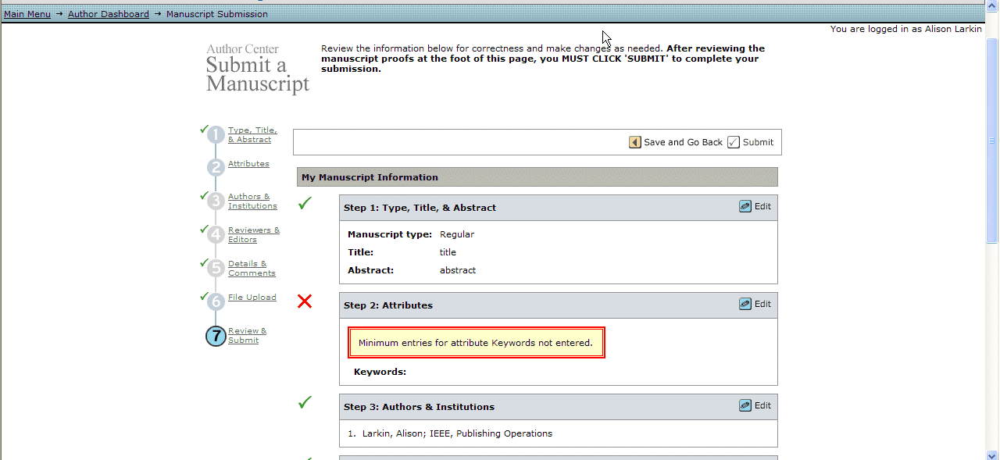 Main Menu → Author Dashboard → Manuscript Submission
You are logged in as Alison Larkin
Author Center
Submit a
Manuscript
Review the information below for correctness and make changes as needed. After reviewing the
manuscript proofs at the foot of this page, you MUST CLICK 'SUBMIT' to complete your
submission.
1 Type, Title,
& Abstract
2 Attributes
3 Authors &
Institutions
4 Reviewers &
Editors
5 Details &
Comments
6 File Upload
7 Review &
Submit
Save and Go Back Submit
My Manuscript Information
Step 1: Type, Title, & Abstract Edit
Manuscript type: Regular
Title: title
Abstract: abstract
Step 2: Attributes Edit
Minimum entries for attribute Keywords not entered.
Keywords:
Step 3: Authors & Institutions Edit
1. Larkin, Alison; IEEE, Publishing Operations